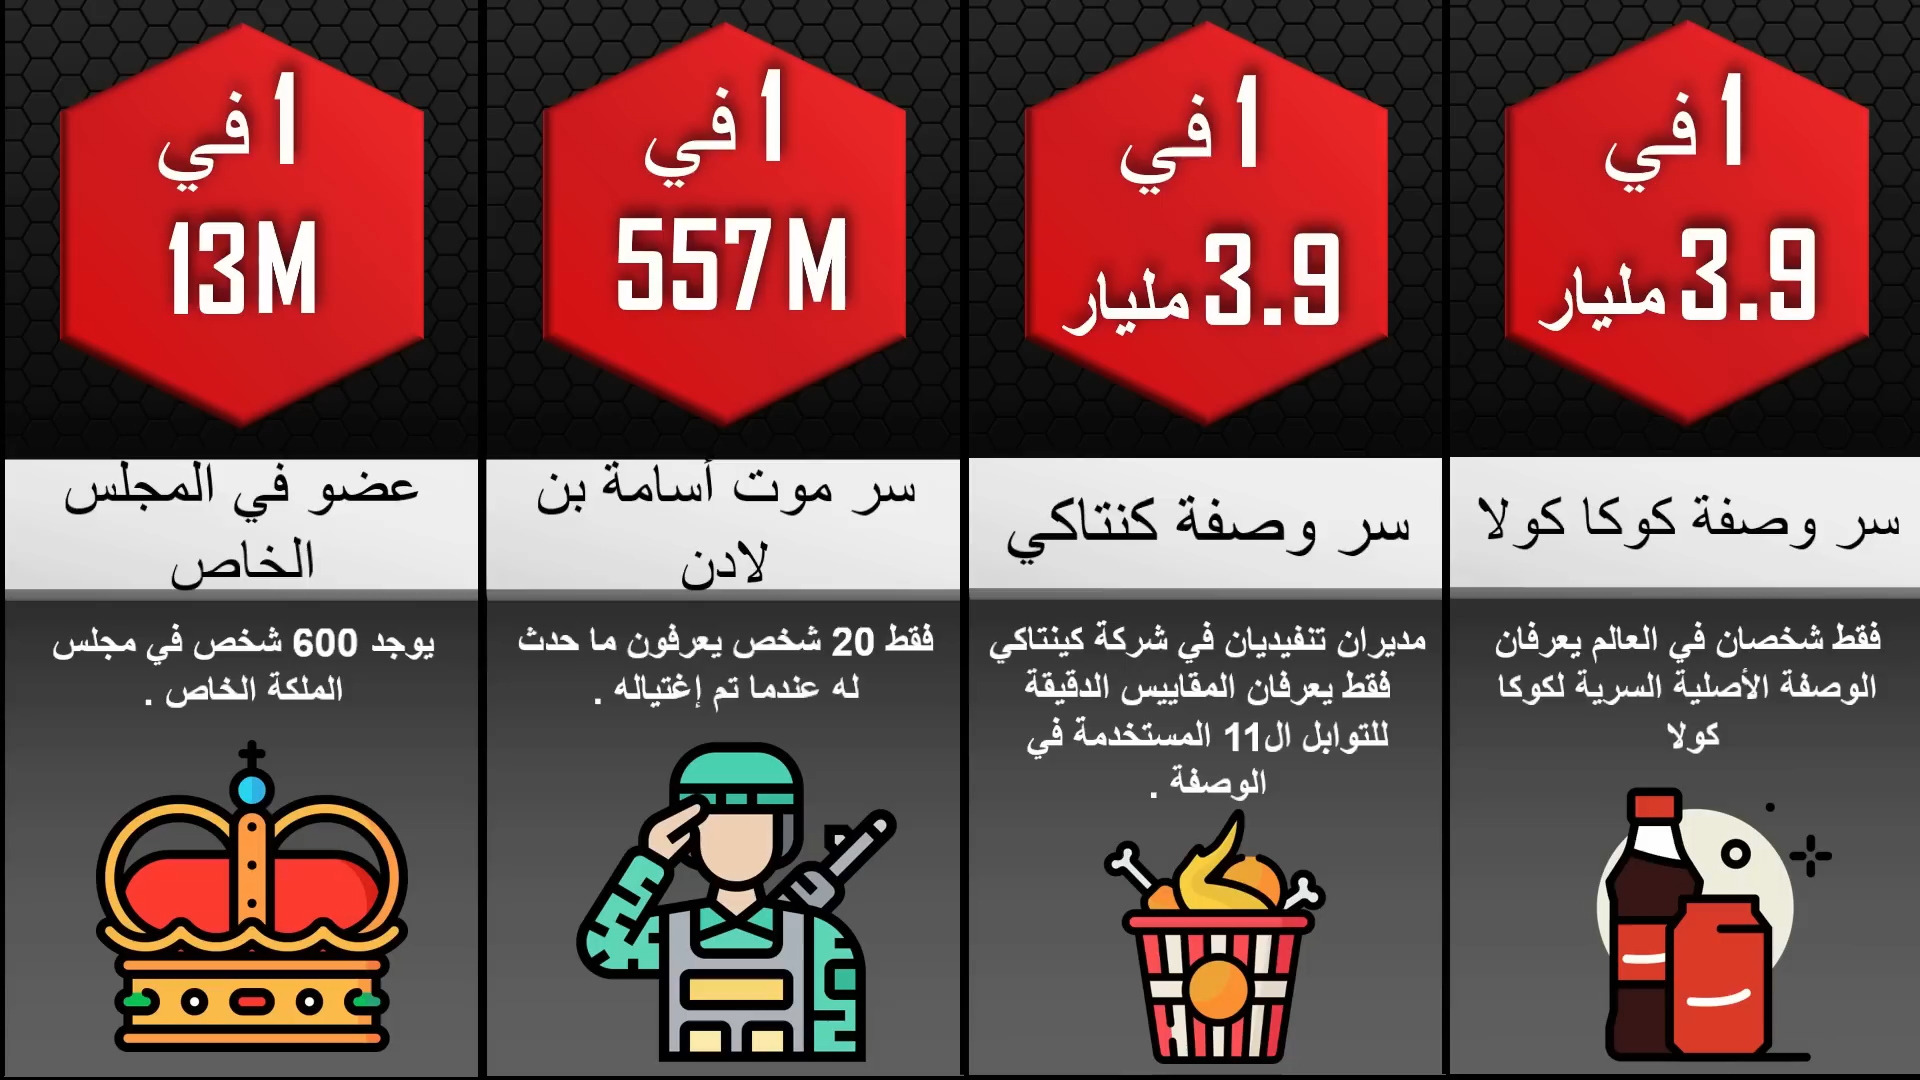 1 في
13M
عضو في المجلس
الخاص
يوجد 600 شخص في مجلس
الملكة الخاص .
1 في
557M
سر موت أسامة بن
لادن
فقط 20 شخص يعرفون ما حدث
له عندما تم إغتياله .
1 في
3.9 مليار
سر وصفة كنتاكي
مديران تنفيديان في شركة كينتاكي
فقط يعرفان المقاييس الدقيقة
للتوابل ال11 المستخدمة في
الوصفة .
1 في
3.9 مليار
سر وصفة كوكا كولا
فقط شخصان في العالم يعرفان
الوصفة الأصلية السرية لكوكا
كولا